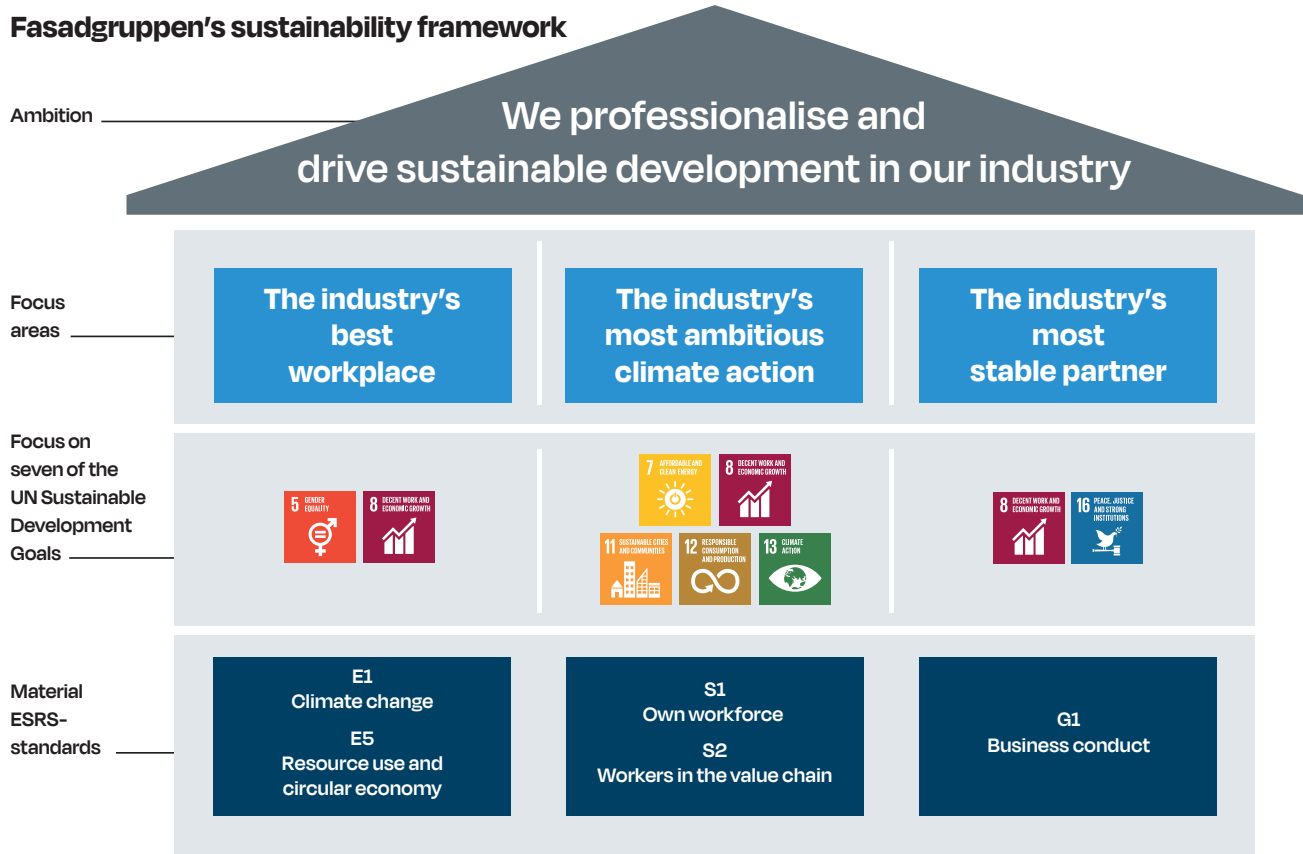 Fasadgruppen's sustainability framework
Ambition
We professionalise and
drive sustainable development in our industry
Focus
areas
The industry's
best
workplace
The industry's
most ambitious
climate action
The industry's
most
stable partner
Focus on
seven of the
UN Sustainable
Development
Goals
5 GENDER
EQUALITY
8 DECENT WORK AND
ECONOMIC GROWTH
7 AFFORDABLE AND
CLEAN ENERGY
8 DECENT WORK AND
ECONOMIC GROWTH
11 SUSTAINABLE CITIES
AND COMMUNITIES
12 RESPONSIBLE
CONSUMPTION
AND PRODUCTION
13 CLIMATE
ACTION
8 DECENT WORK AND
ECONOMIC GROWTH
16 PEACE, JUSTICE
AND STRONG
INSTITUTIONS
Material
ESRS-
standards
E1
Climate change
E5
Resource use and
circular economy
S1
Own workforce
S2
Workers in the value chain
G1
Business conduct